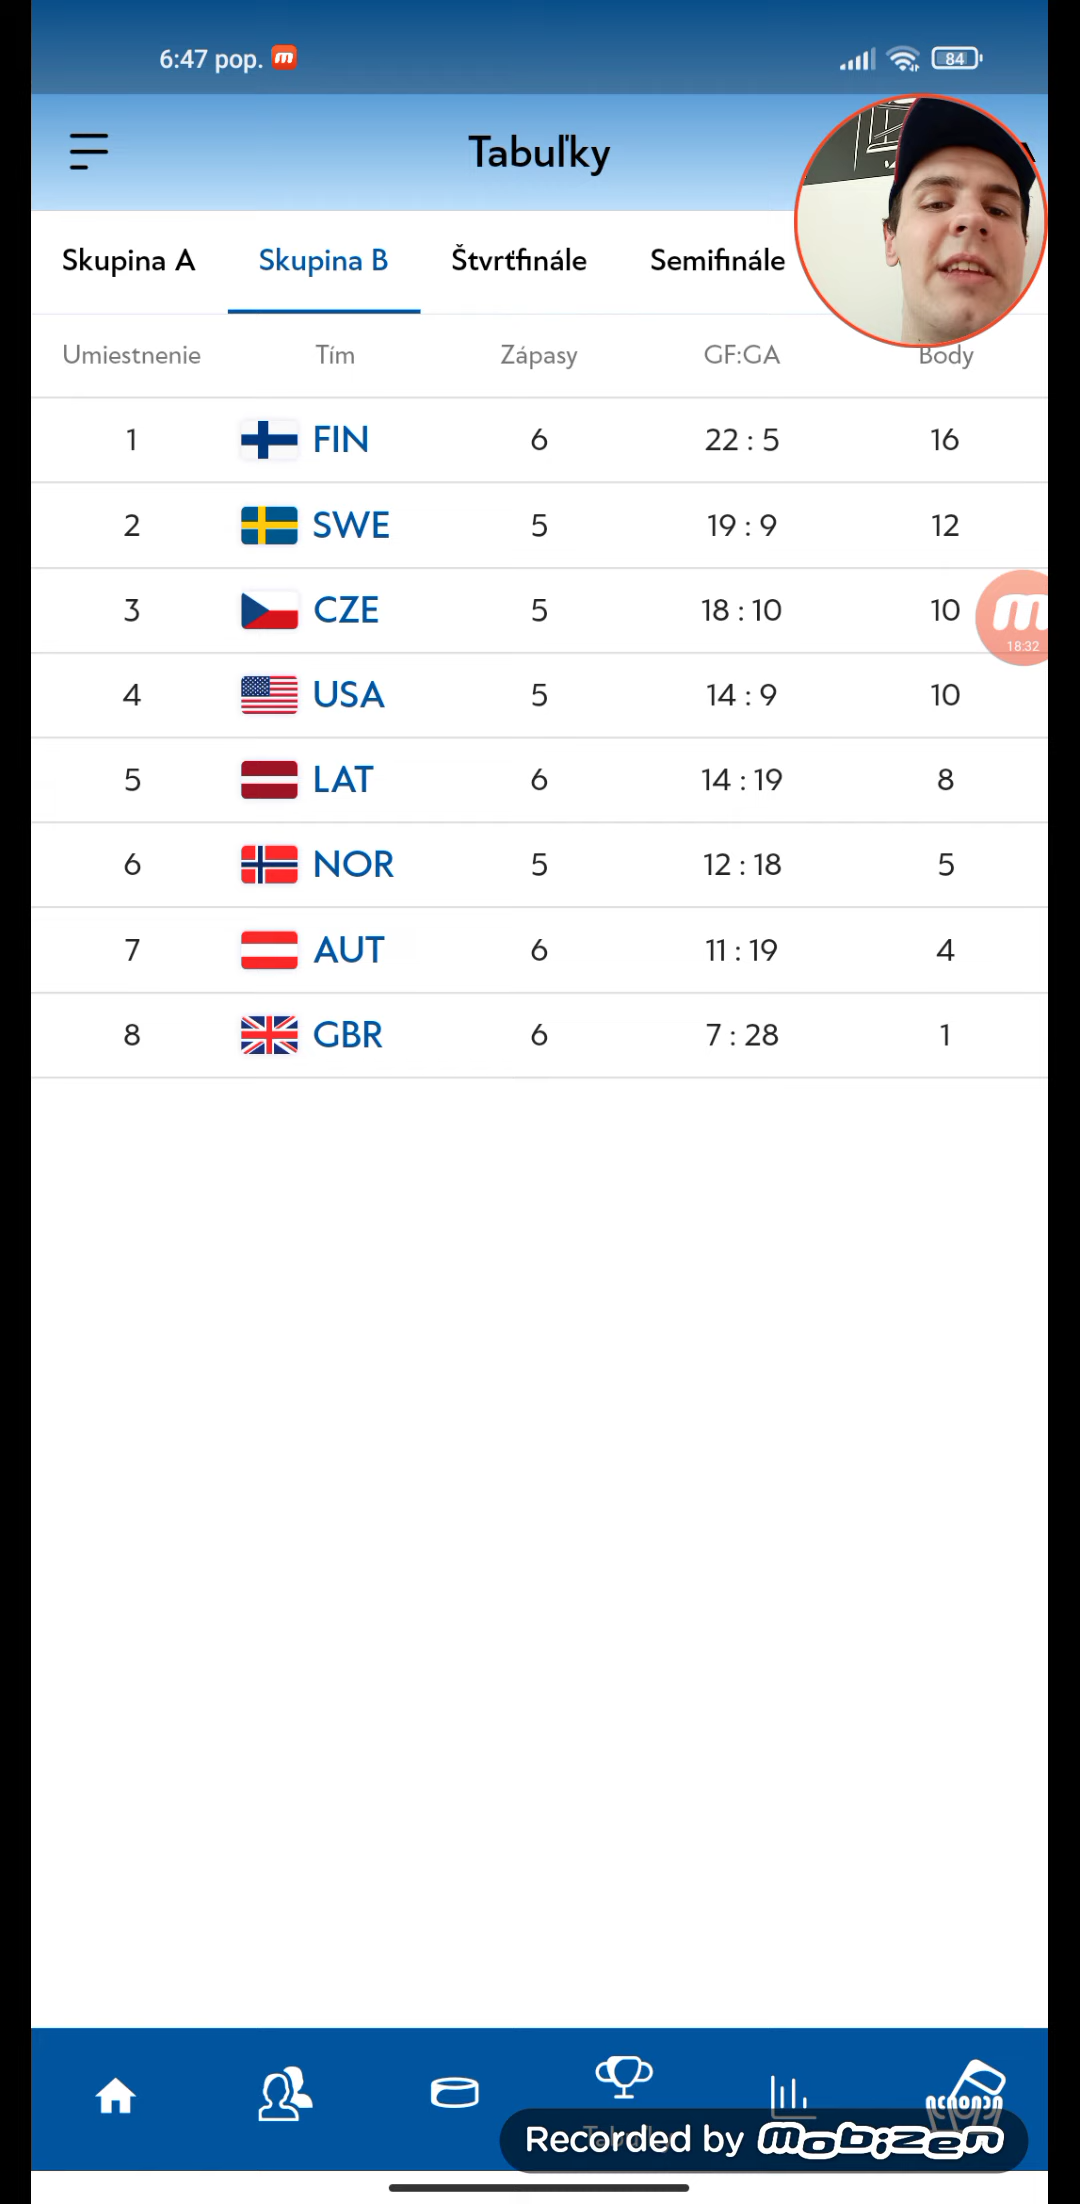 6:47 pop. m
84
Tabuľky
Skupina A Skupina B Štvrťfinále Semifinále
Umiestnenie Tím Zápasy GF:GA Body
1 FIN 6 22 : 5 16
2 SWE 5 19 : 9 12
3 CZE 5 18 : 10 10
m
18:32
4 USA 5 14 : 9 10
5 LAT 6 14 : 19 8
6 NOR 5 12 : 18 5
7 AUT 6 11 : 19 4
8 GBR 6 7 : 28 1
Recorded by Mobizen